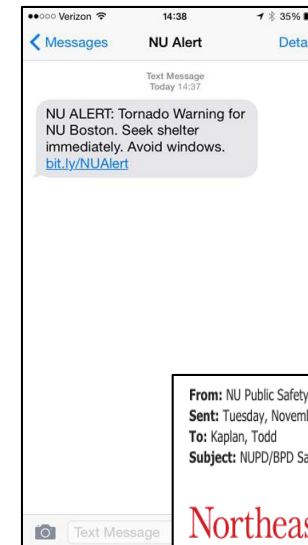 Verizon 14:38 35%
Messages NU Alert
Text Message
Today 14:37
NU ALERT: Tornado Warning for
NU Boston. Seek shelter
immediately. Avoid windows.
bit.ly/NUAlert
From: NU Public Safety
Sent: Tuesday,
To: Kaplan, Todd
Subject: NUPD/BPD
Text Message